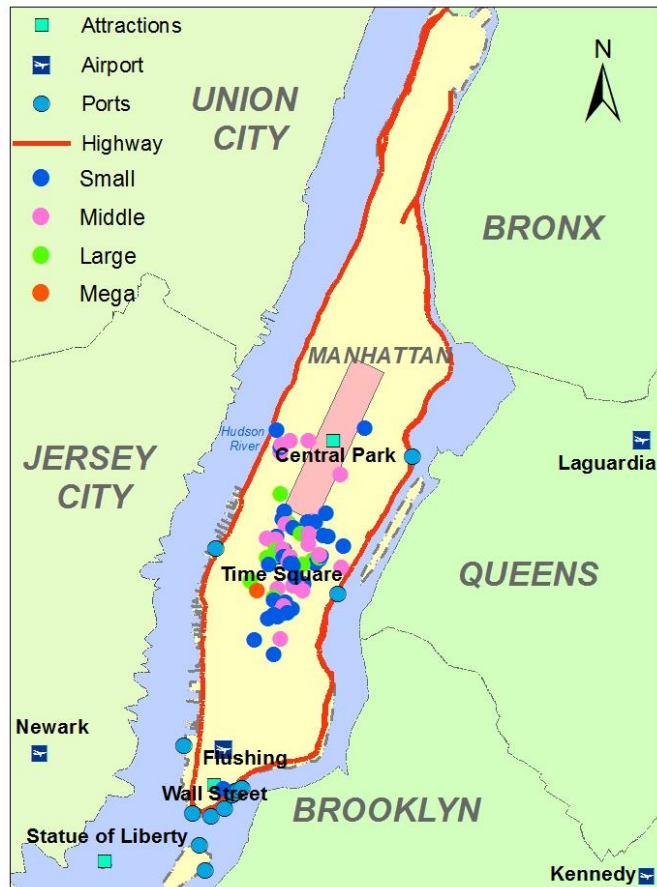 Attractions
Airport
Ports
Highway
Small
Middle
Large
Mega
N
UNION
CITY
BRONX
MANHATTAN
Hudson
River
Central Park
Laguardia
JERSEY
CITY
QUEENS
Time Square
Newark
Flushing
Wall Street
BROOKLYN
Statue of Liberty
Kennedy